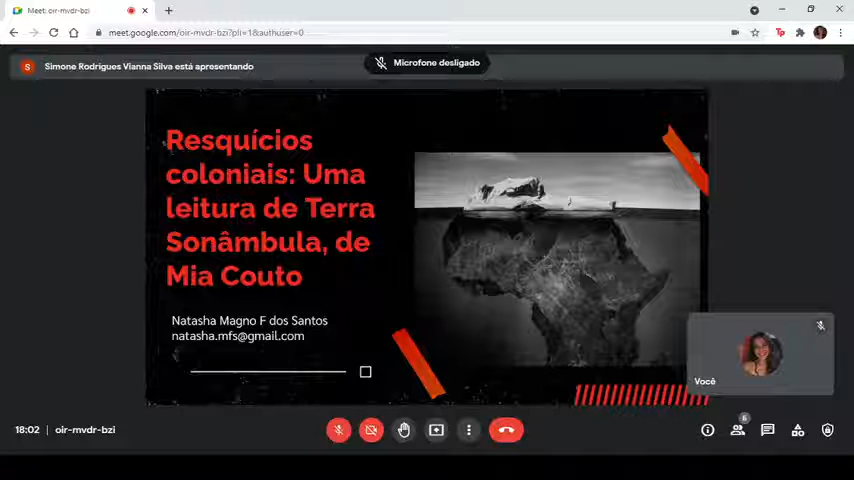 Meet: oir-mvdr-bzi
meet.google.com/oir-mvdr-bzi?pli=1&authuser=0
S
Simone Rodrigues Vianna Silva está apresentando
Microfone desligado
Resquícios
coloniais: Uma
leitura de Terra
Sonâmbula, de
Mia Couto
Natasha Magno F dos Santos
natasha.mfs@gmail.com
Você
18:02 | oir-mvdr-bzi
6